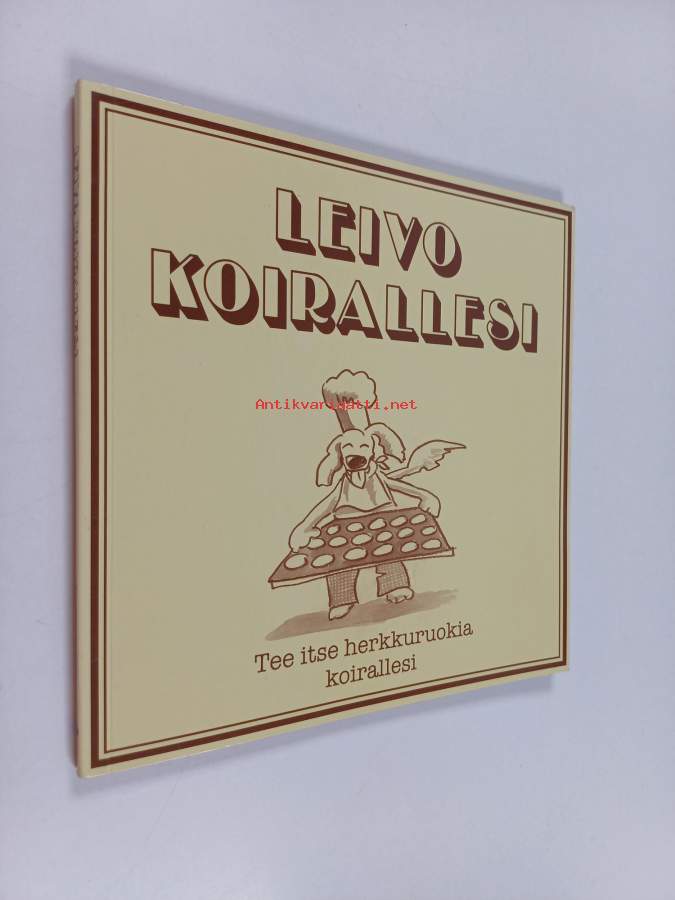 LEIVO
KOIRALLESI
Antikvariaatti.net
Tee itse herkkuruokia
koirallesi